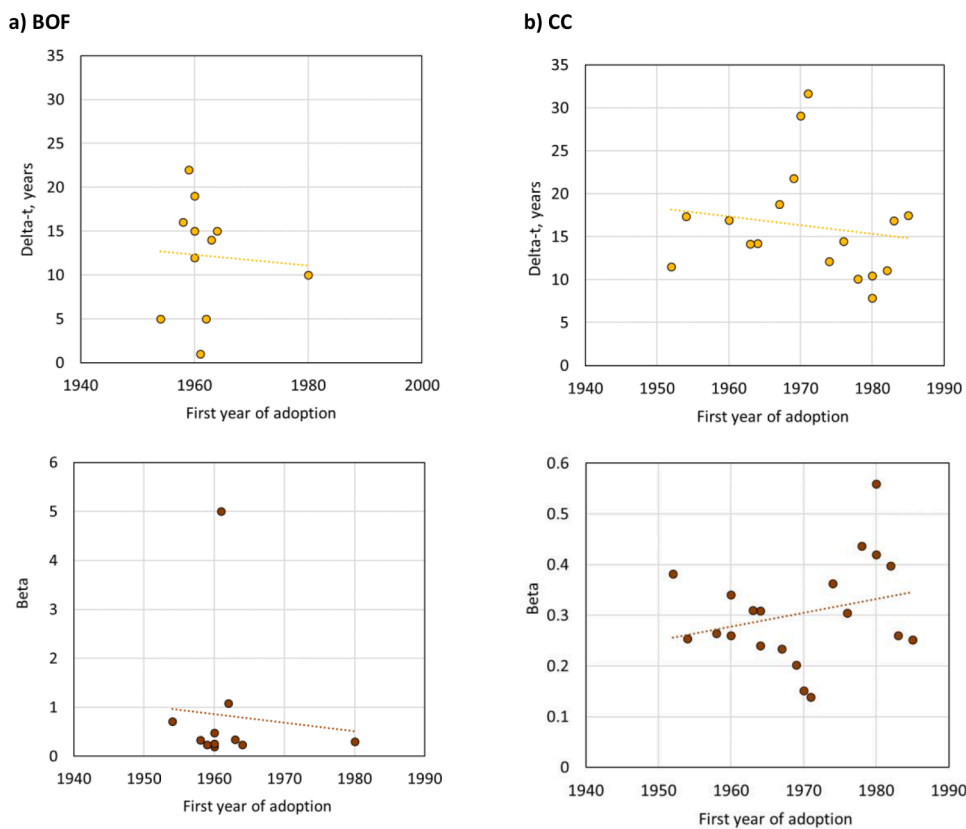 a) BOF
b) CC
35
30
25
20
15
10
5
0
Delta-t, years
1940 1960 1980 2000
First year of adoption
35
30
25
20
15
10
5
0
Delta-t, years
1940 1950 1960 1970 1980 1990
First year of adoption
6
5
4
3
2
1
0
Beta
1940 1950 1960 1970 1980 1990
First year of adoption
0.6
0.5
0.4
0.3
0.2
0.1
0
Beta
1940 1950 1960 1970 1980 1990
First year of adoption